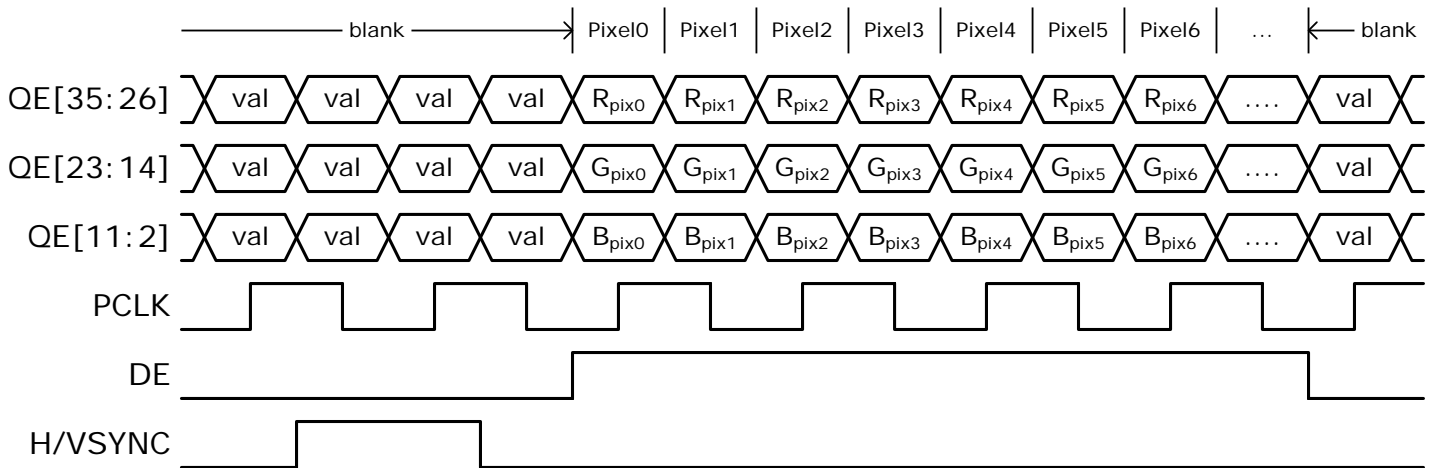 blank Pixel0 Pixel1 Pixel2 Pixel3 Pixel4 Pixel5 Pixel6 ... blank
QE[35:26] val val val val Rpix0 Rpix1 Rpix2 Rpix3 Rpix4 Rpix5 Rpix6 .... val
QE[23:14] val val val val Gpix0 Gpix1 Gpix2 Gpix3 Gpix4 Gpix5 Gpix6 .... val
QE[11:2] val val val val Bpix0 Bpix1 Bpix2 Bpix3 Bpix4 Bpix5 Bpix6 .... val
PCLK
DE
H/VSYNC